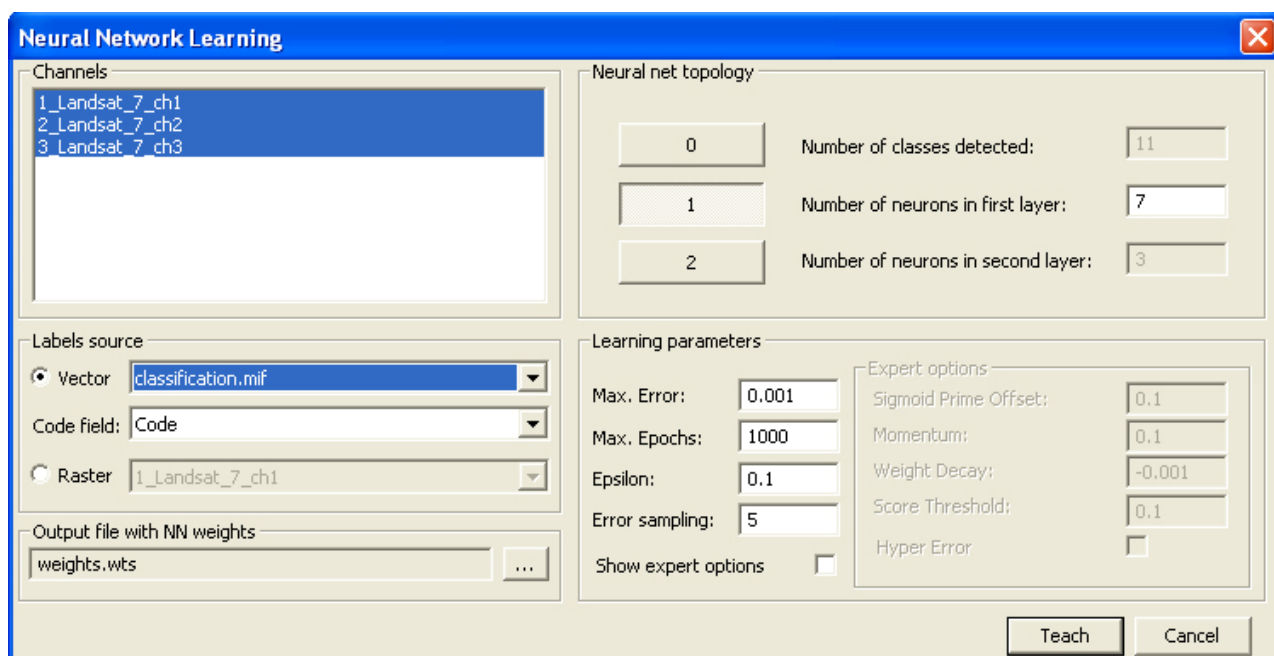 Neural Network Learning
Channels
1_Landsat_7_ch1
2_Landsat_7_ch2
3_Landsat_7_ch3
Neural net topology
0 Number of classes detected: 11
1 Number of neurons in first layer: 7
2 Number of neurons in second layer: 3
Labels source
Vector classification.mif
Code field: Code
Raster 1_Landsat_7_ch1
Output file with NN weights
weights.wts ...
Learning parameters
Max. Error: 0.001
Max. Epochs: 1000
Epsilon: 0.1
Error sampling: 5
Show expert options
Expert options
Sigmoid Prime Offset: 0.1
Momentum: 0.1
Weight Decay: -0.001
Score Threshold: 0.1
Hyper Error
Teach Cancel